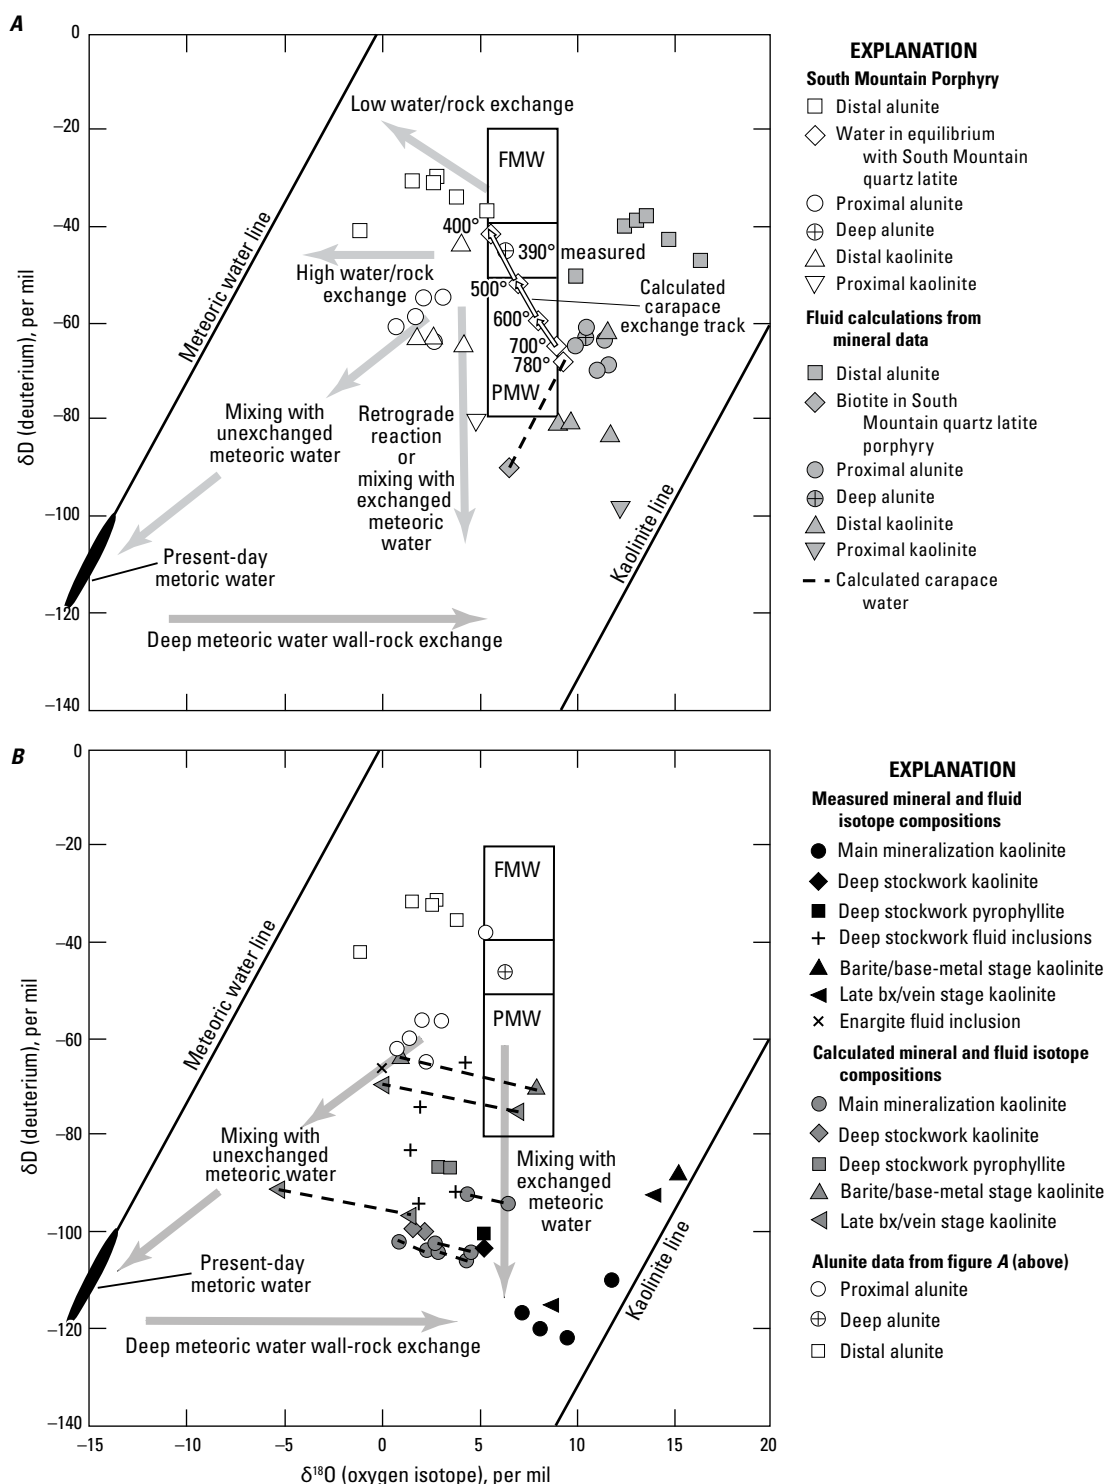 A
0
–20
–40
–60
–80
–100
–120
–140
δD (deuterium), per mil
Meteoric water line
Low water/rock exchange
FMW
400°
390° measured
High water/rock
exchange
500°
Calculated
carapace
exchange track
600°
700°
780°
PMW
Mixing with
unexchanged
meteoric water
Retrograde
reaction
or
mixing with
exchanged
meteoric
water
Kaolinite line
Present-day
metoric water
Deep meteoric water wall-rock exchange
–15
–10
–5
0
5
10
15
20
EXPLANATION
South Mountain Porphyry
Distal alunite
Water in equilibrium
with South Mountain
quartz latite
Proximal alunite
Deep alunite
Distal kaolinite
Proximal kaolinite
Fluid calculations from
mineral data
Distal alunite
Biotite in South
Mountain quartz latite
porphyry
Proximal alunite
Deep alunite
Distal kaolinite
Proximal kaolinite
Calculated carapace
water
B
0
–20
–40
–60
–80
–100
–120
–140
δD (deuterium), per mil
Meteoric water line
FMW
PMW
Mixing with
unexchanged
meteoric water
Mixing with
exchanged
meteoric
water
Kaolinite line
Present-day
metoric water
Deep meteoric water wall-rock exchange
–15
–10
–5
0
5
10
15
20
δ¹⁸O (oxygen isotope), per mil
EXPLANATION
Measured mineral and fluid
isotope compositions
Main mineralization kaolinite
Deep stockwork kaolinite
Deep stockwork pyrophyllite
Deep stockwork fluid inclusions
Barite/base-metal stage kaolinite
Late bx/vein stage kaolinite
Enargite fluid inclusion
Calculated mineral and fluid isotope
compositions
Main mineralization kaolinite
Deep stockwork kaolinite
Deep stockwork pyrophyllite
Barite/base-metal stage kaolinite
Late bx/vein stage kaolinite
Alunite data from figure A (above)
Proximal alunite
Deep alunite
Distal alunite